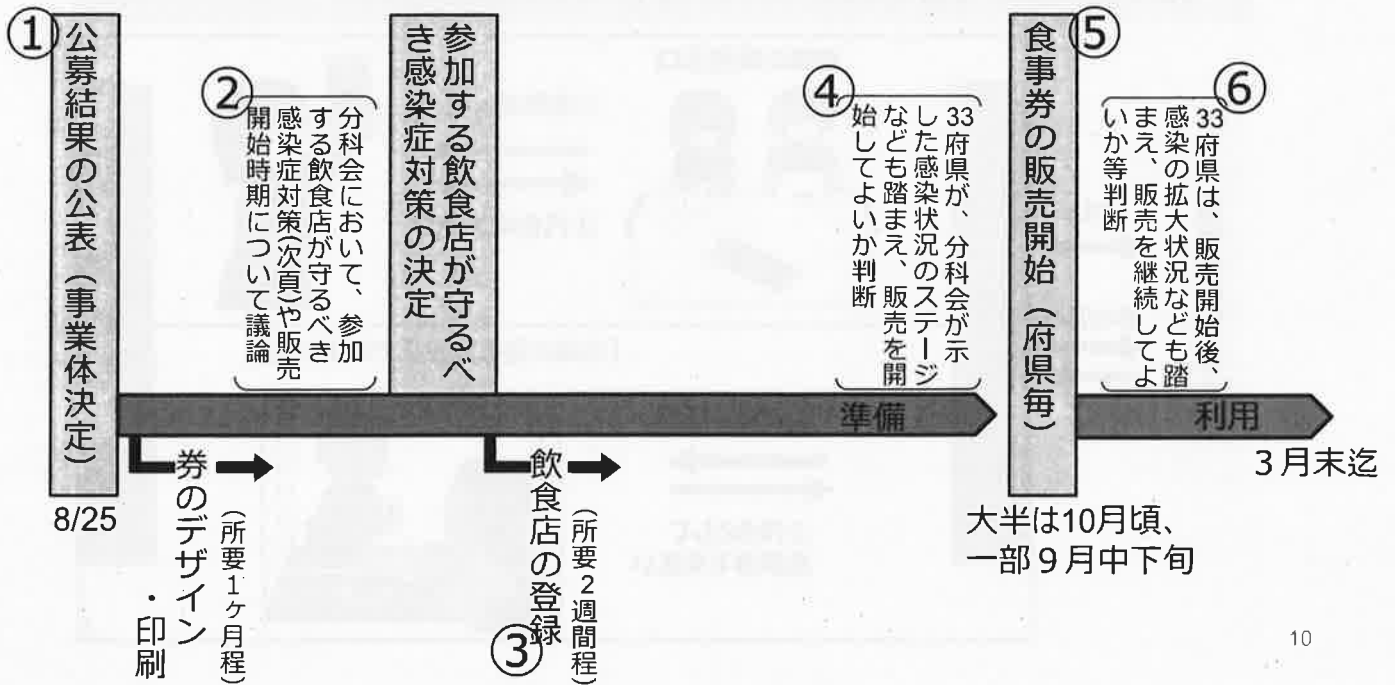 ①
公募結果の公表（事業体決定）
8/25
券のデザイン
・印刷
（所要１ヶ月程）
②
分科会において、参加
する飲食店が守るべき
感染症対策(次頁)や販売
開始時期について議論
参加する飲食店が守るべ
き感染症対策の決定
③
飲食店の登録
（所要２週間程）
④
33府県が、分科会が示
した感染状況のステージ
なども踏まえ、販売を開
始してよいか判断
準備
⑤
食事券の販売開始（府県毎）
大半は10月頃、
一部９月中下旬
⑥
33府県は、販売開始後、
感染の拡大状況なども踏
まえ、販売を継続してよ
いか等判断
利用
３月末迄
10